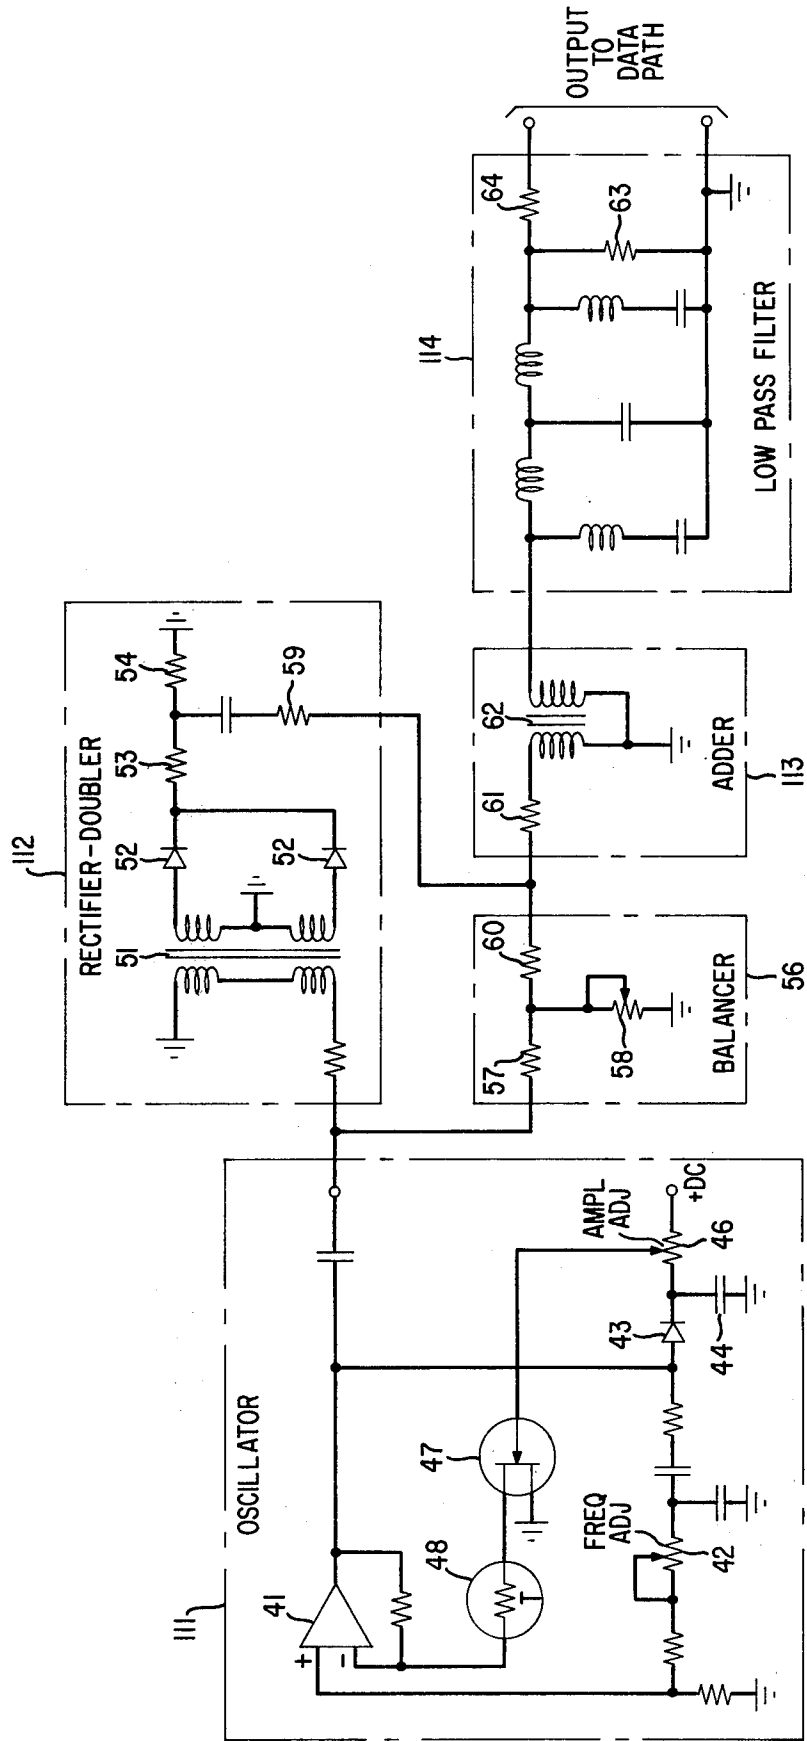 111
OSCILLATOR
41
+
-
48
47
FREQ
ADJ
42
43
44
AMPL
ADJ
46
+DC
112
RECTIFIER-DOUBLER
51
52
52
53
54
59
57
58
60
BALANCER
56
61
62
ADDER
113
114
64
63
LOW PASS FILTER
OUTPUT
TO
DATA
PATH